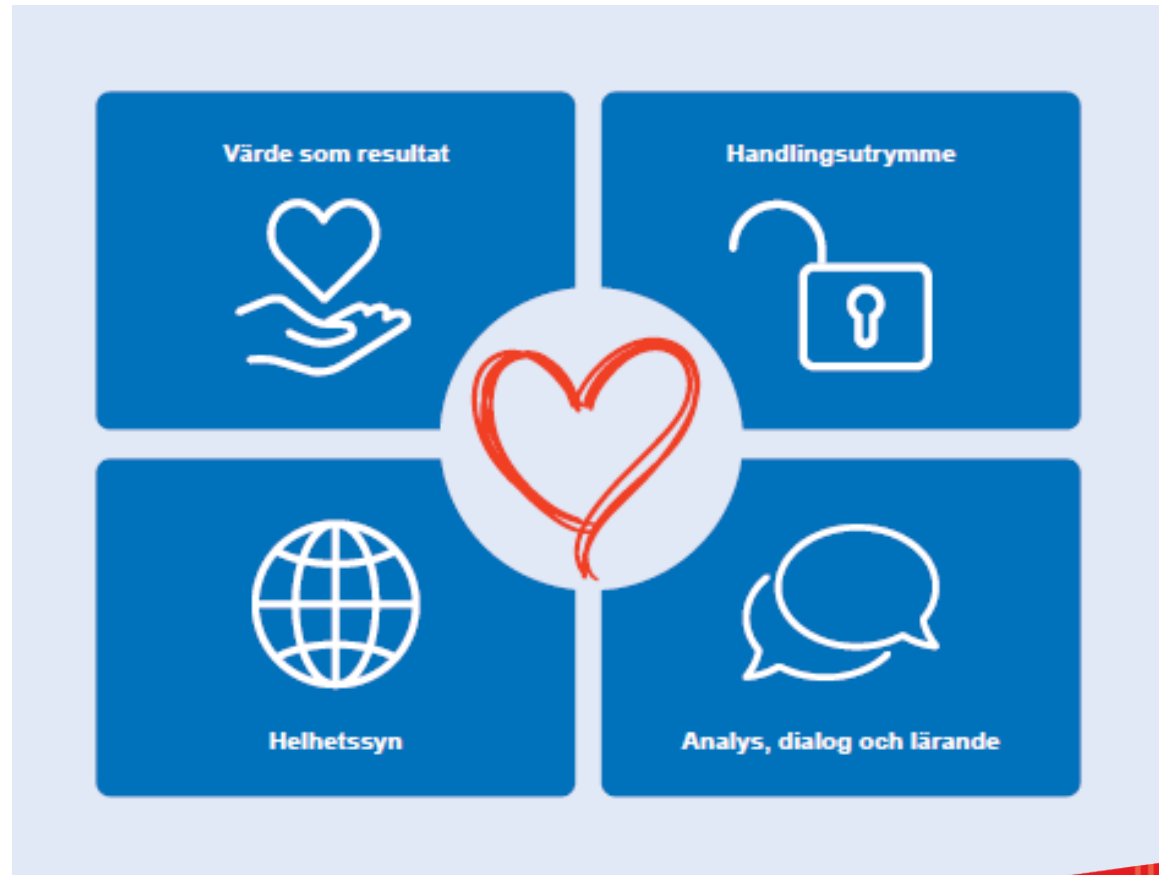 Värde som resultat
Handlingsutrymme
Helhetssyn
Analys, dialog och lärande